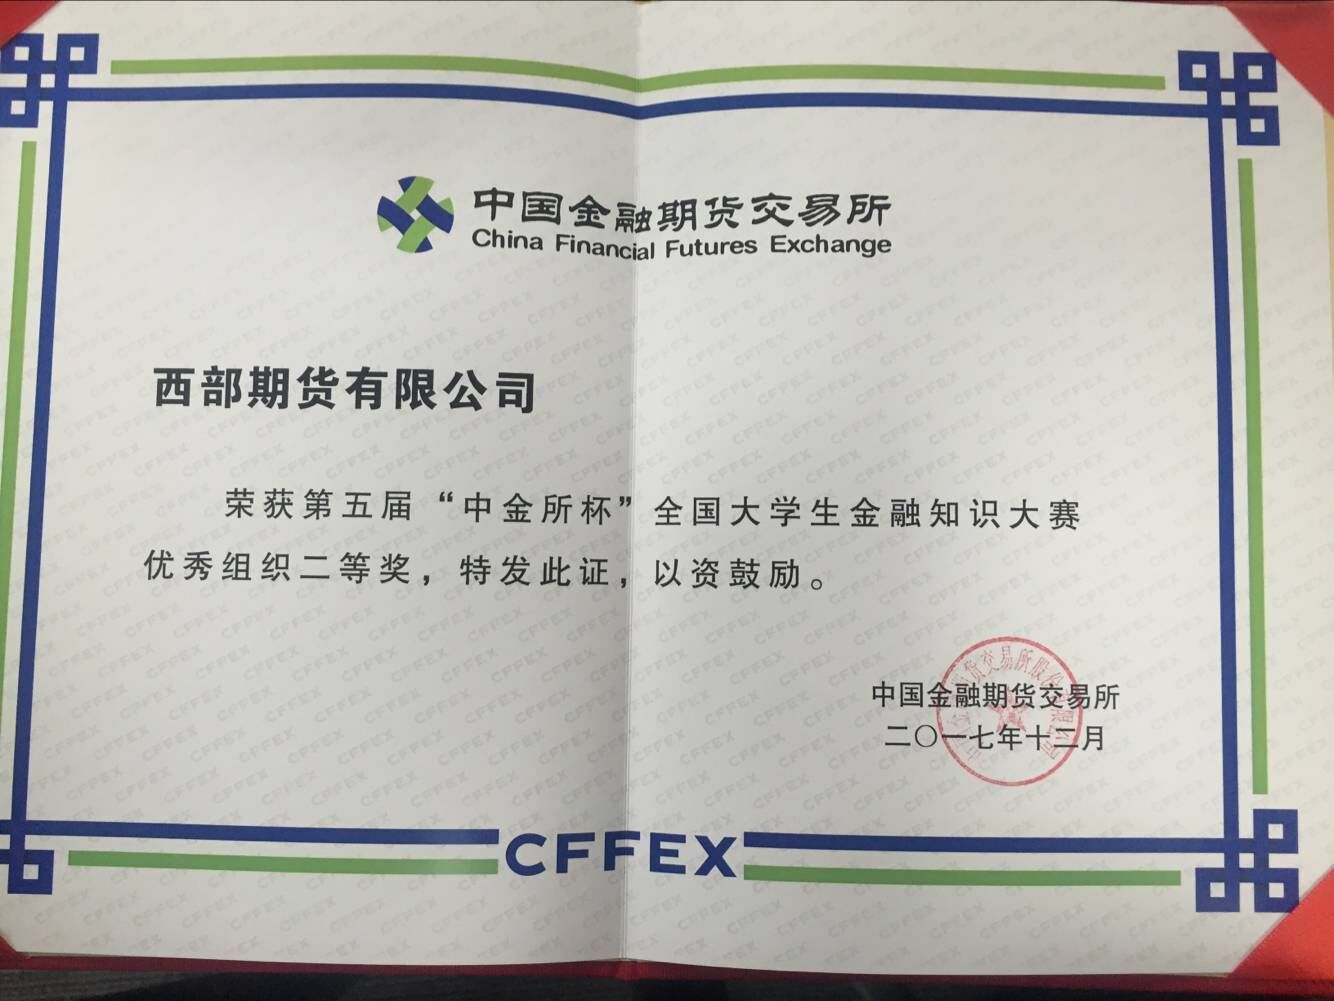 中国金融期货交易所
China Financial Futures Exchange
西部期货有限公司
荣获第五届“中金所杯”全国大学生金融知识大赛
优秀组织二等奖，特发此证，以资鼓励。
中国金融期货交易所
二〇一七年十二月
CFFEX